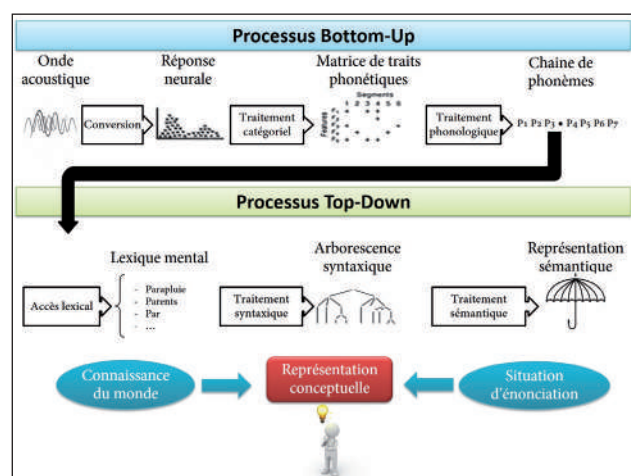 Processus Bottom-Up
Onde
acoustique
Réponse
neurale
Matrice de traits
phonétiques
Chaine de
phonèmes
Conversion
Traitement
catégoriel
Segments
1 2 3 4 5 6
Features
Traitement
phonologique
P1 P2 P3 • P4 P5 P6 P7
Processus Top-Down
Lexique mental
Arborescence
syntaxique
Représentation
sémantique
Accès lexical
- Parapluie
- Parents
- Par
- ...
Traitement
syntaxique
Traitement
sémantique
Connaissance
du monde
Représentation
conceptuelle
Situation
d'énonciation